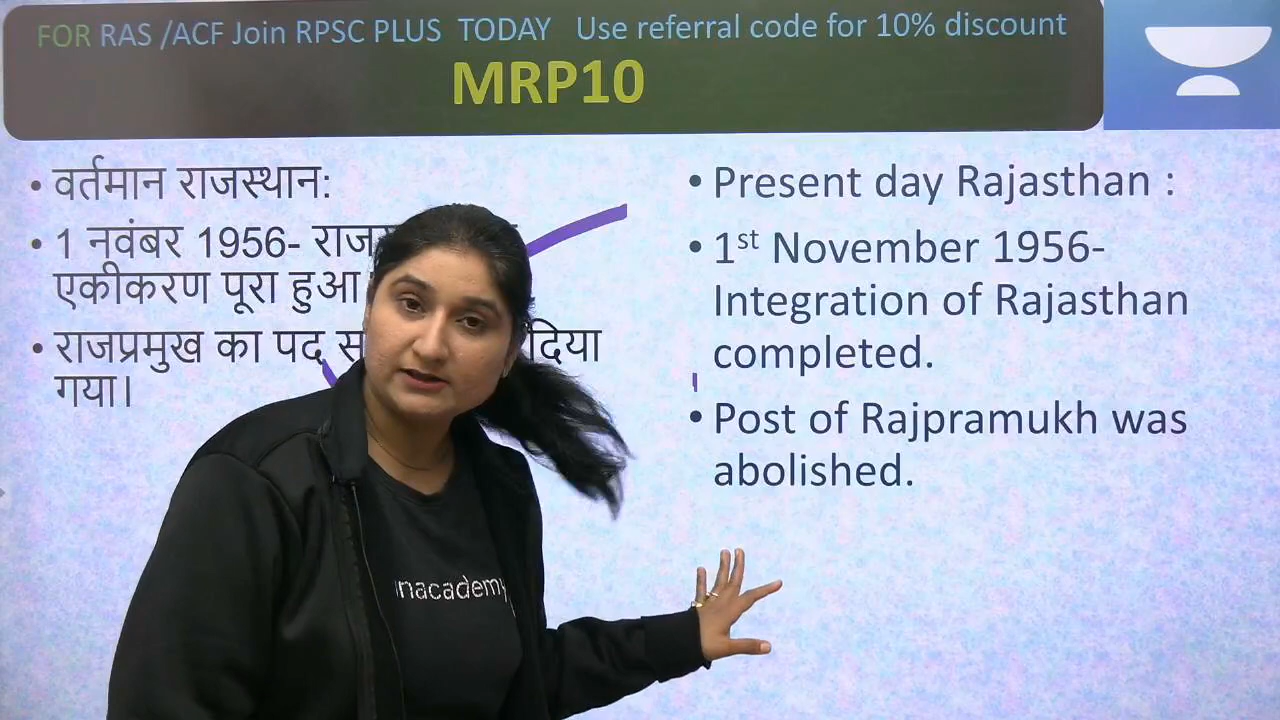 FOR RAS /ACF Join RPSC PLUS TODAY Use referral code for 10% discount
MRP10
• वर्तमान राजस्थान:
• 1 नवंबर 1956-
एकीकरण पूरा हुआ
• राजप्रमुख का पद दिया
गया।
• Present day Rajasthan :
• 1st November 1956-
Integration of Rajasthan
completed.
• Post of Rajpramukh was
abolished.